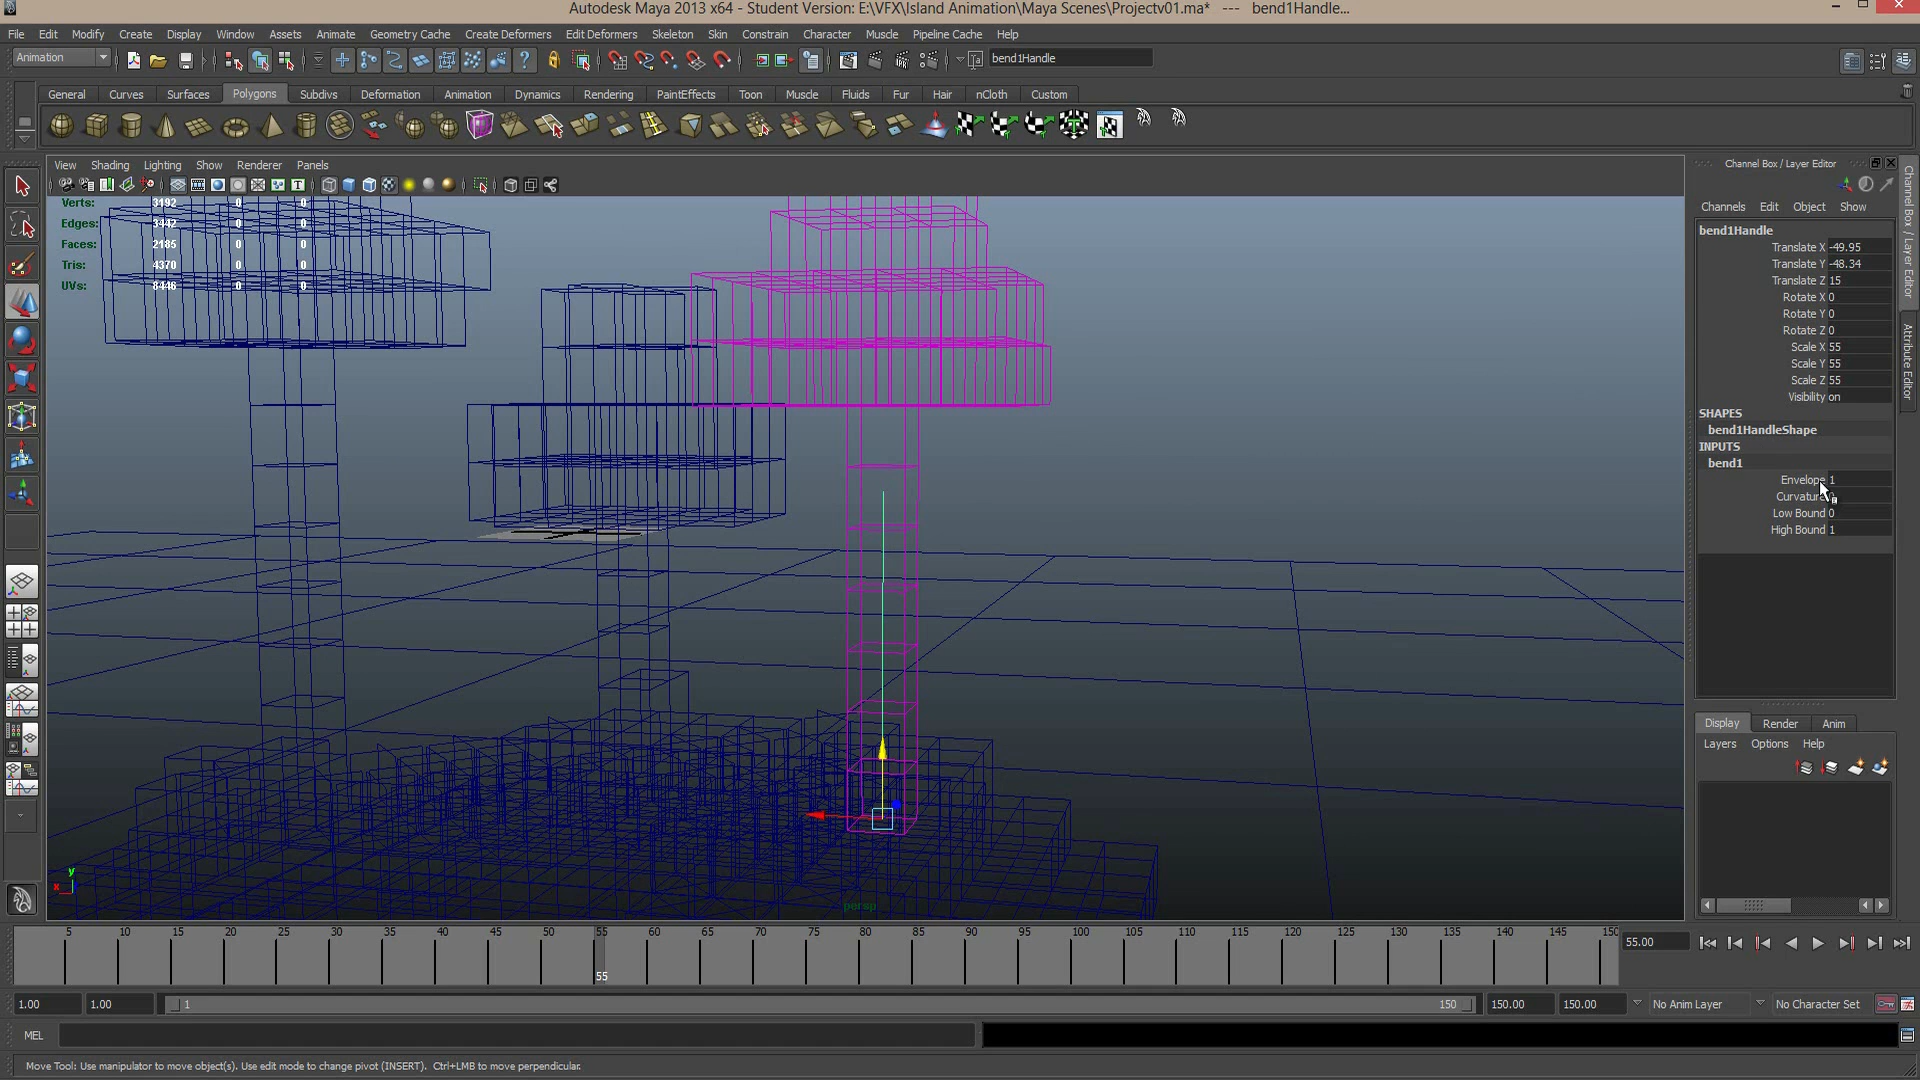 Autodesk Maya 2013 x64 - Student Version: E:\VFX\Island Animation\Maya Scenes\Projectv01.ma* --- bend1Handle...
File Edit Modify Create Display Window Assets Animate Geometry Cache Create Deformers Edit Deformers Skeleton Skin Constrain Character Muscle Pipeline Cache Help
Animation bend1Handle
General Curves Surfaces Polygons Subdivs Deformation Animation Dynamics Rendering PaintEffects Toon Muscle Fluids Fur Hair nCloth Custom
View Shading Lighting Show Renderer Panels
Verts: 3192 0 0
Edges: 3442 0 0
Faces: 2185 0 0
Tris: 4370 0 0
UVs: 8446 0 0
persp
y
x
Channel Box / Layer Editor
Channels Edit Object Show
bend1Handle
Translate X -49.95
Translate Y -48.34
Translate Z 15
Rotate X 0
Rotate Y 0
Rotate Z 0
Scale X 55
Scale Y 55
Scale Z 55
Visibility on
SHAPES
bend1HandleShape
INPUTS
bend1
Envelope 1
Curvature
Low Bound 0
High Bound 1
Channel Box / Layer Editor
Attribute Editor
Display Render Anim
Layers Options Help
5 10 15 20 25 30 35 40 45 50 55 60 65 70 75 80 85 90 95 100 105 110 115 120 125 130 135 140 145 150
55
55.00
1.00 1.00 1 150 150.00 150.00 No Anim Layer No Character Set
MEL
Move Tool: Use manipulator to move object(s). Use edit mode to change pivot (INSERT). Ctrl+LMB to move perpendicular.